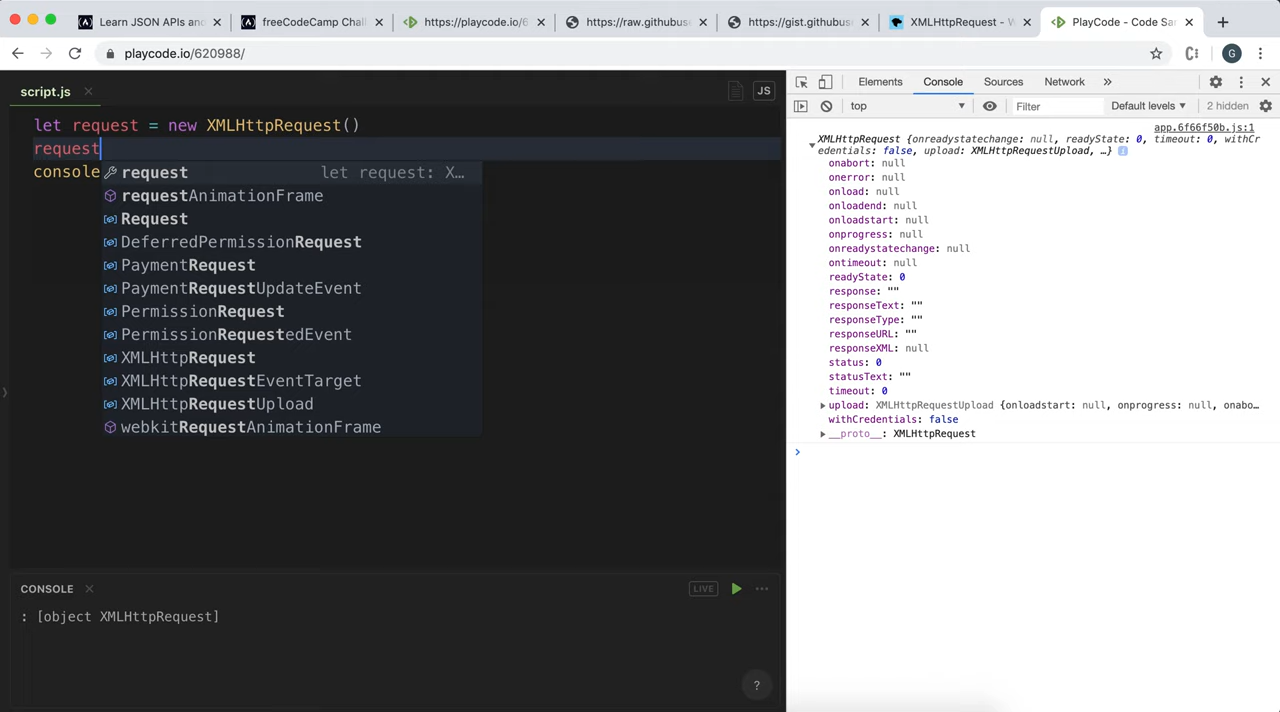 Learn JSON APIs and
freeCodeCamp Chall
https://playcode.io/6
https://raw.githubuse
https://gist.githubuse
XMLHttpRequest - W
PlayCode - Code Sa
playcode.io/620988/
G
script.js
JS
let request = new XMLHttpRequest()
request
console
request let request: X…
requestAnimationFrame
Request
DeferredPermissionRequest
PaymentRequest
PaymentRequestUpdateEvent
PermissionRequest
PermissionRequestedEvent
XMLHttpRequest
XMLHttpRequestEventTarget
XMLHttpRequestUpload
webkitRequestAnimationFrame
CONSOLE
LIVE
: [object XMLHttpRequest]
?
Elements Console Sources Network »
top Filter Default levels ▼ 2 hidden
app.6f66f50b.js:1
XMLHttpRequest {onreadystatechange: null, readyState: 0, timeout: 0, withCr
edentials: false, upload: XMLHttpRequestUpload, …}
onabort: null
onerror: null
onload: null
onloadend: null
onloadstart: null
onprogress: null
onreadystatechange: null
ontimeout: null
readyState: 0
response: ""
responseText: ""
responseType: ""
responseURL: ""
responseXML: null
status: 0
statusText: ""
timeout: 0
upload: XMLHttpRequestUpload {onloadstart: null, onprogress: null, onabo…
withCredentials: false
__proto__: XMLHttpRequest